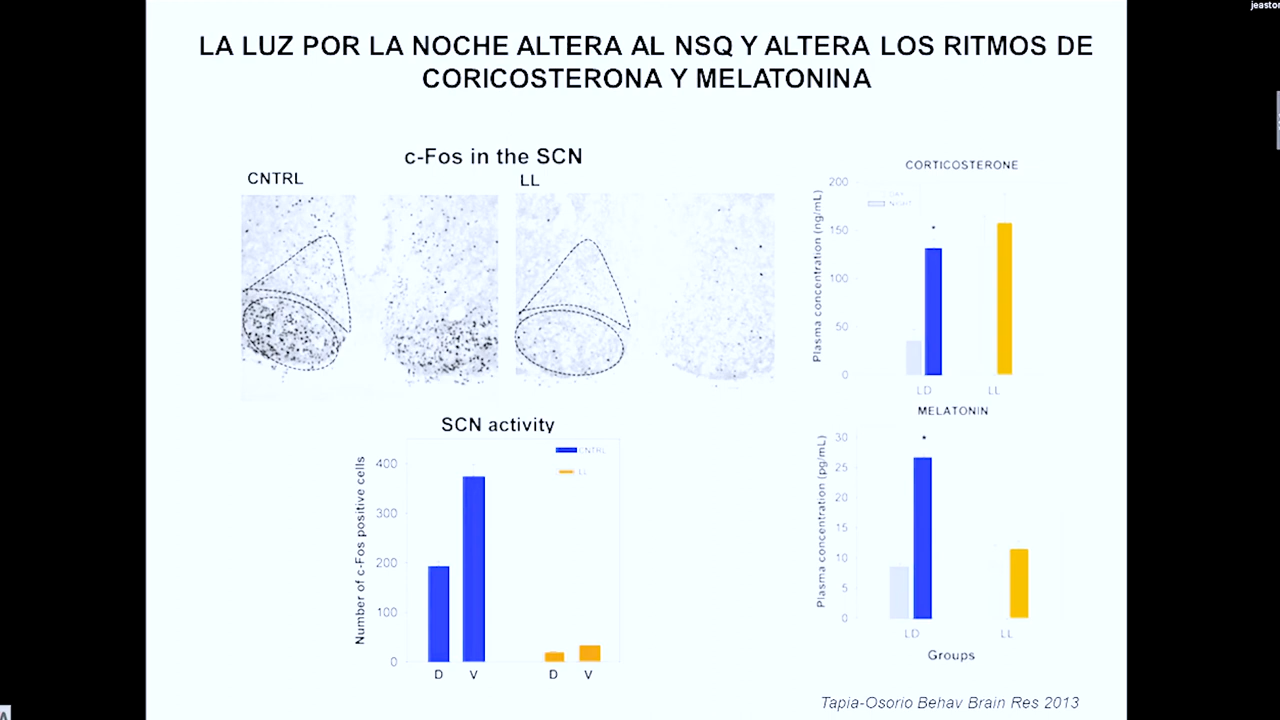 jeasto
LA LUZ POR LA NOCHE ALTERA AL NSQ Y ALTERA LOS RITMOS DE
CORICOSTERONA Y MELATONINA
c-Fos in the SCN
CNTRL
LL
CORTICOSTERONE
Plasma concentration (ng/mL)
200
150
100
50
0
Night
*
LD
LL
SCN activity
Number of c-Fos positive cells
400
300
200
100
0
CNTRL
LL
D
V
D
V
MELATONIN
Plasma concentration (pg/mL)
30
25
20
15
10
5
0
*
LD
LL
Groups
Tapia-Osorio Behav Brain Res 2013
A